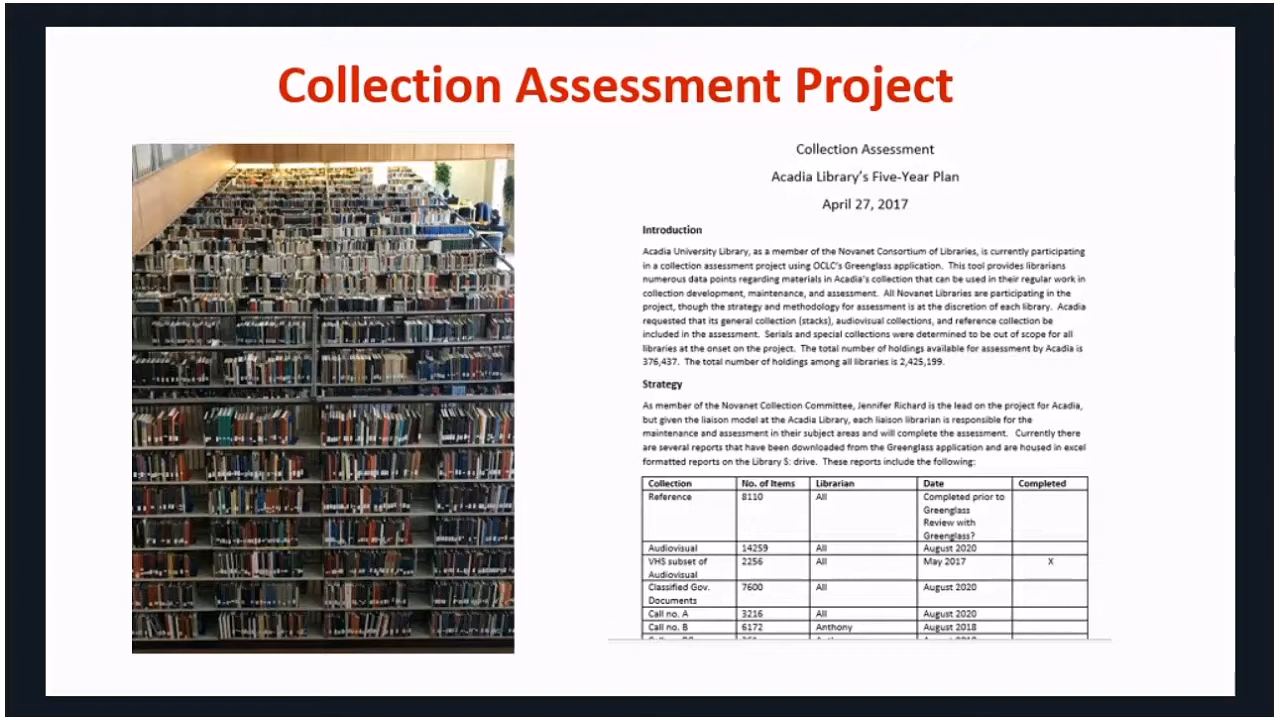 Collection Assessment Project
Collection Assessment
Acadia Library's Five-Year Plan
April 27, 2017
Introduction
Acadia University Library, as a member of the Novanet Consortium of Libraries, is currently participating
in a collection assessment project using OCLC's Greenglass application. This tool provides librarians
numerous data points regarding materials in Acadia's collection that can be used in their regular work in
collection development, maintenance, and assessment. All Novanet Libraries are participating in the
project, though the strategy and methodology for assessment is at the discretion of each library. Acadia
requested that its general collection (stacks), audiovisual collections, and reference collection be
included in the assessment. Serials and special collections were determined to be out of scope for all
libraries at the onset on the project. The total number of holdings available for assessment by Acadia is
376,437. The total number of holdings among all libraries is 2,425,199.
Strategy
As member of the Novanet Collection Committee, Jennifer Richard is the lead on the project for Acadia,
but given the liaison model at the Acadia Library, each liaison librarian is responsible for the
maintenance and assessment in their subject areas and will complete the assessment. Currently there
are several reports that have been downloaded from the Greenglass application and are housed in excel
formatted reports on the Library S: drive. These reports include the following:
Collection No. of Items Librarian Date Completed
Reference 8110 All Completed prior to
Greenglass
Review with
Greenglass?
Audiovisual 14259 All August 2020
VHS subset of 2256 All May 2017 X
Audiovisual
Classified Gov. 7600 All August 2020
Documents
Call no. A 3216 All August 2020
Call no. B 6172 Anthony August 2018